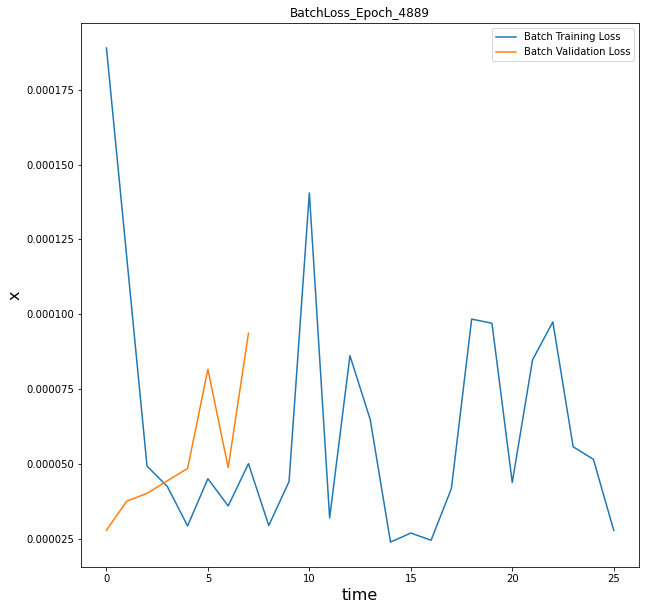 BatchLoss_Epoch_4889
Batch Training Loss
Batch Validation Loss
0.000175
0.000150
0.000125
0.000100
0.000075
0.000050
0.000025
x
0 5 10 15 20 25
time